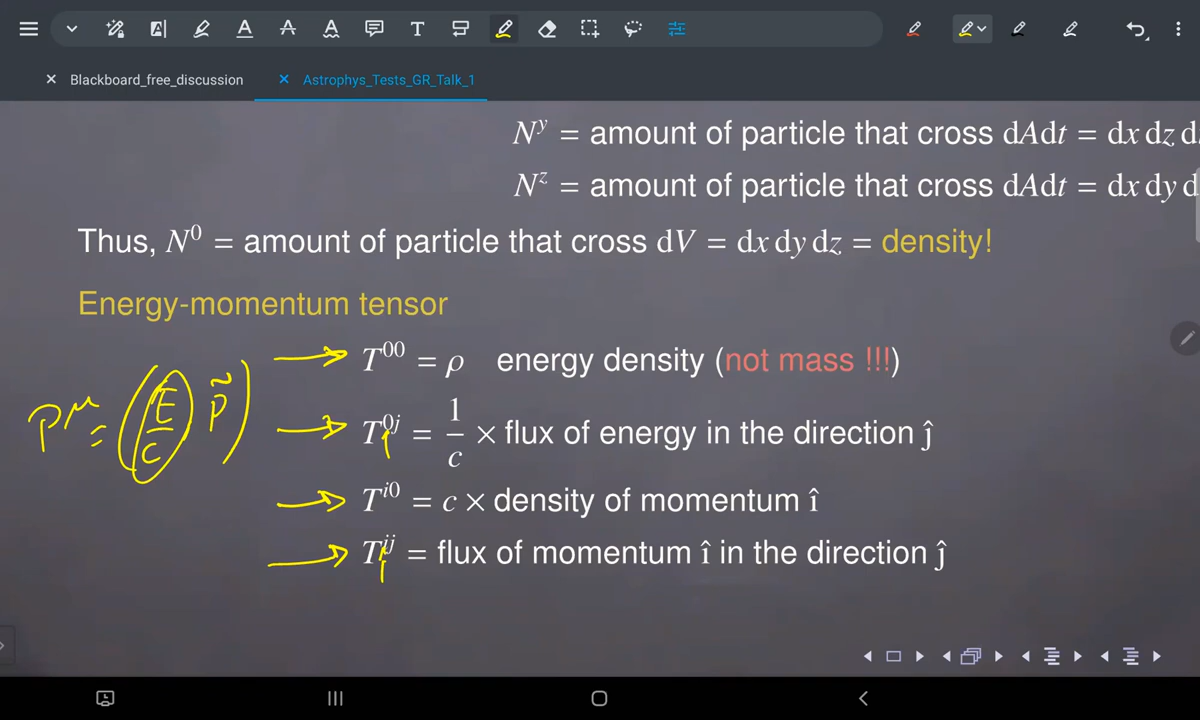 Blackboard_free_discussion Astrophys_Tests_GR_Talk_1
N^y = amount of particle that cross dAdt = dx dz d
N^z = amount of particle that cross dAdt = dx dy d
Thus, N^0 = amount of particle that cross dV = dx dy dz = density!
Energy-momentum tensor
T^00 = ρ energy density (not mass !!!)
P^μ = (E/C P̃)
T^0j = 1/c × flux of energy in the direction ĵ
T^i0 = c × density of momentum î
T^ij = flux of momentum î in the direction ĵ